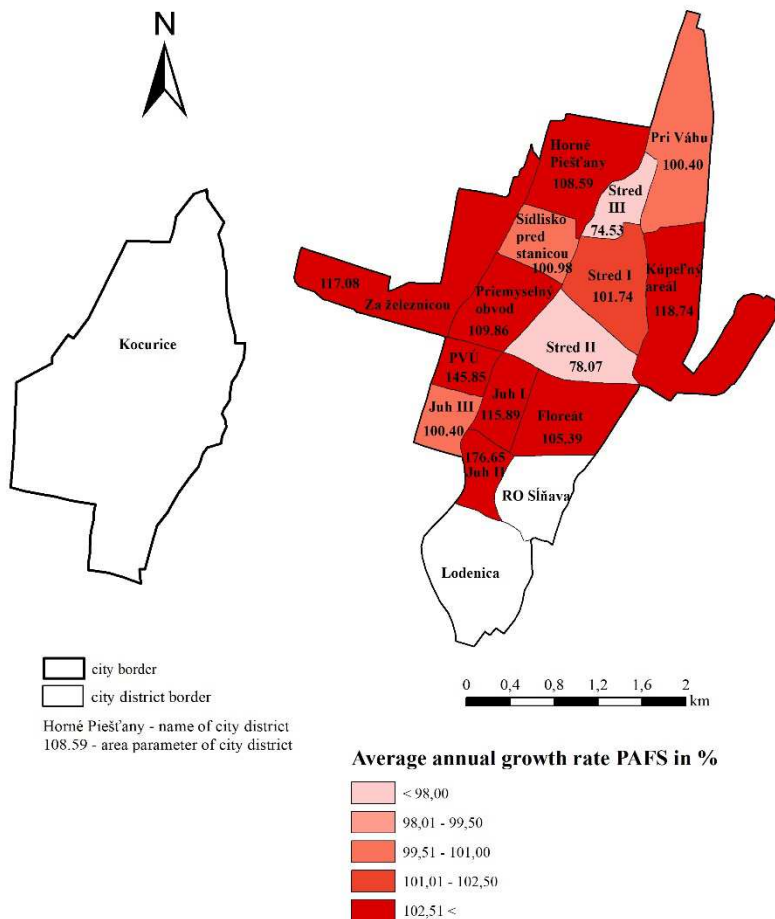 N
Horné
Piešťany
108.59
Pri Váhu
100.40
Stred
III
74.53
Sídlisko
pred
stanicou
100.98
Stred I
101.74
Kúpeľný
areál
118.74
117.08
Za železnicou
Priemyselný
obvod
109.86
Kocurice
Stred II
78.07
PVÚ
145.85
Juh I
115.89
Juh III
100.40
Floreát
105.39
176.65
Juh II
RO Sĺňava
Lodenica
city border
city district border
Horné Piešťany - name of city district
108.59 - area parameter of city district
0 0,4 0,8 1,2 1,6 2
km
Average annual growth rate PAFS in %
< 98,00
98,01 - 99,50
99,51 - 101,00
101,01 - 102,50
102,51 <